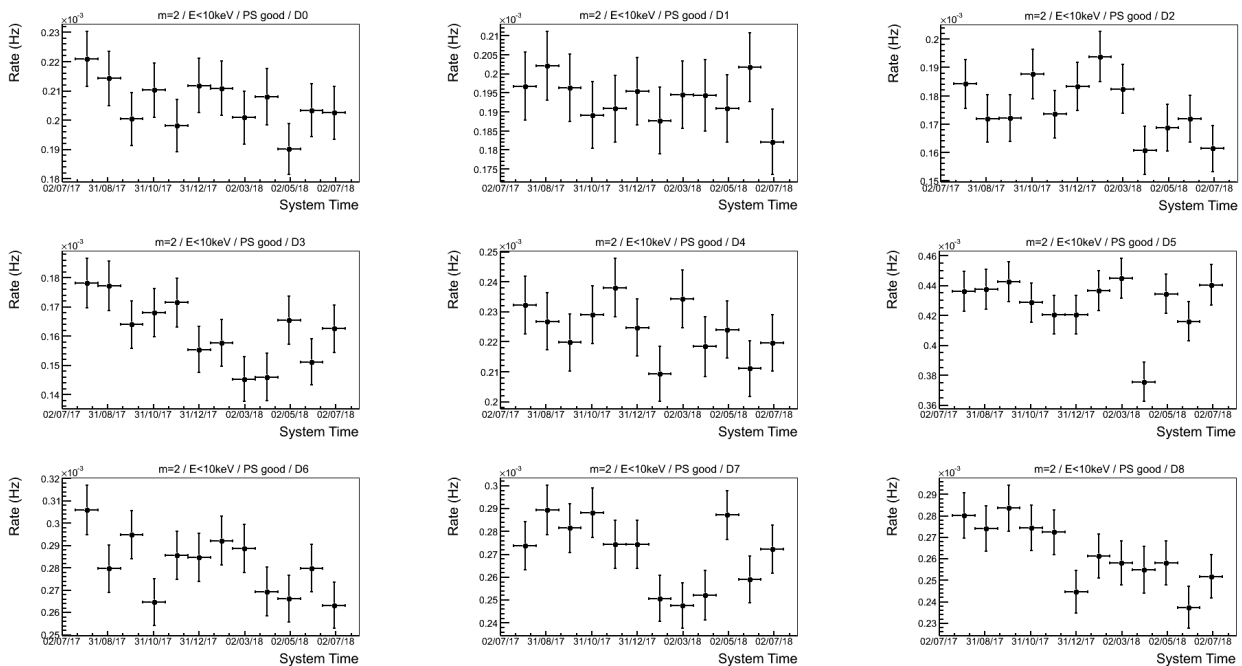 m=2 / E<10keV / PS good / D0
×10⁻³
Rate (Hz)
0.23
0.22
0.21
0.2
0.19
0.18
02/07/17 31/08/17 31/10/17 31/12/17 02/03/18 02/05/18 02/07/18
System Time
m=2 / E<10keV / PS good / D1
×10⁻³
Rate (Hz)
0.21
0.205
0.2
0.195
0.19
0.185
0.18
0.175
02/07/17 31/08/17 31/10/17 31/12/17 02/03/18 02/05/18 02/07/18
System Time
m=2 / E<10keV / PS good / D2
×10⁻³
Rate (Hz)
0.2
0.19
0.18
0.17
0.16
0.15
02/07/17 31/08/17 31/10/17 31/12/17 02/03/18 02/05/18 02/07/18
System Time
m=2 / E<10keV / PS good / D3
×10⁻³
Rate (Hz)
0.18
0.17
0.16
0.15
0.14
02/07/17 31/08/17 31/10/17 31/12/17 02/03/18 02/05/18 02/07/18
System Time
m=2 / E<10keV / PS good / D4
×10⁻³
Rate (Hz)
0.25
0.24
0.23
0.22
0.21
0.2
02/07/17 31/08/17 31/10/17 31/12/17 02/03/18 02/05/18 02/07/18
System Time
m=2 / E<10keV / PS good / D5
×10⁻³
Rate (Hz)
0.46
0.44
0.42
0.4
0.38
0.36
02/07/17 31/08/17 31/10/17 31/12/17 02/03/18 02/05/18 02/07/18
System Time
m=2 / E<10keV / PS good / D6
×10⁻³
Rate (Hz)
0.32
0.31
0.3
0.29
0.28
0.27
0.26
0.25
02/07/17 31/08/17 31/10/17 31/12/17 02/03/18 02/05/18 02/07/18
System Time
m=2 / E<10keV / PS good / D7
×10⁻³
Rate (Hz)
0.3
0.29
0.28
0.27
0.26
0.25
0.24
02/07/17 31/08/17 31/10/17 31/12/17 02/03/18 02/05/18 02/07/18
System Time
m=2 / E<10keV / PS good / D8
×10⁻³
Rate (Hz)
0.29
0.28
0.27
0.26
0.25
0.24
0.23
02/07/17 31/08/17 31/10/17 31/12/17 02/03/18 02/05/18 02/07/18
System Time